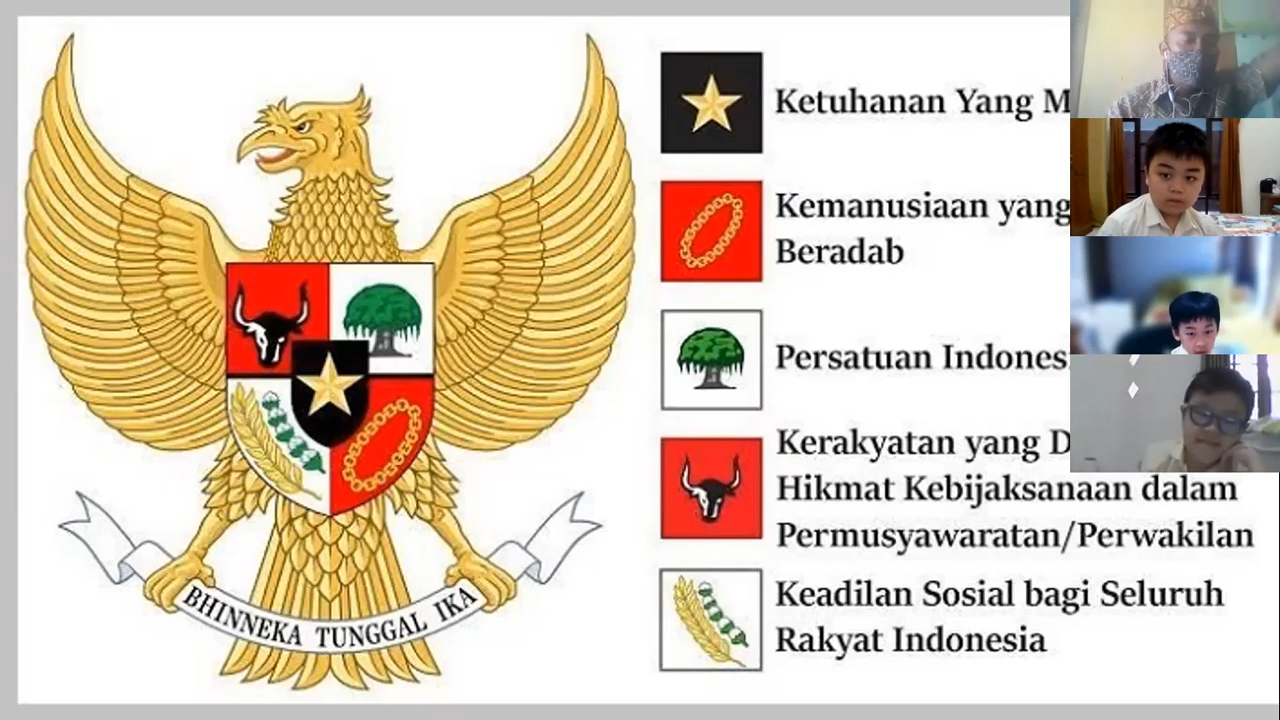 BHINNEKA TUNGGAL IKA
Ketuhanan Yang M
Kemanusiaan yang
Beradab
Persatuan Indones
Kerakyatan yang D
Hikmat Kebijaksanaan dalam
Permusyawaratan/Perwakilan
Keadilan Sosial bagi Seluruh
Rakyat Indonesia